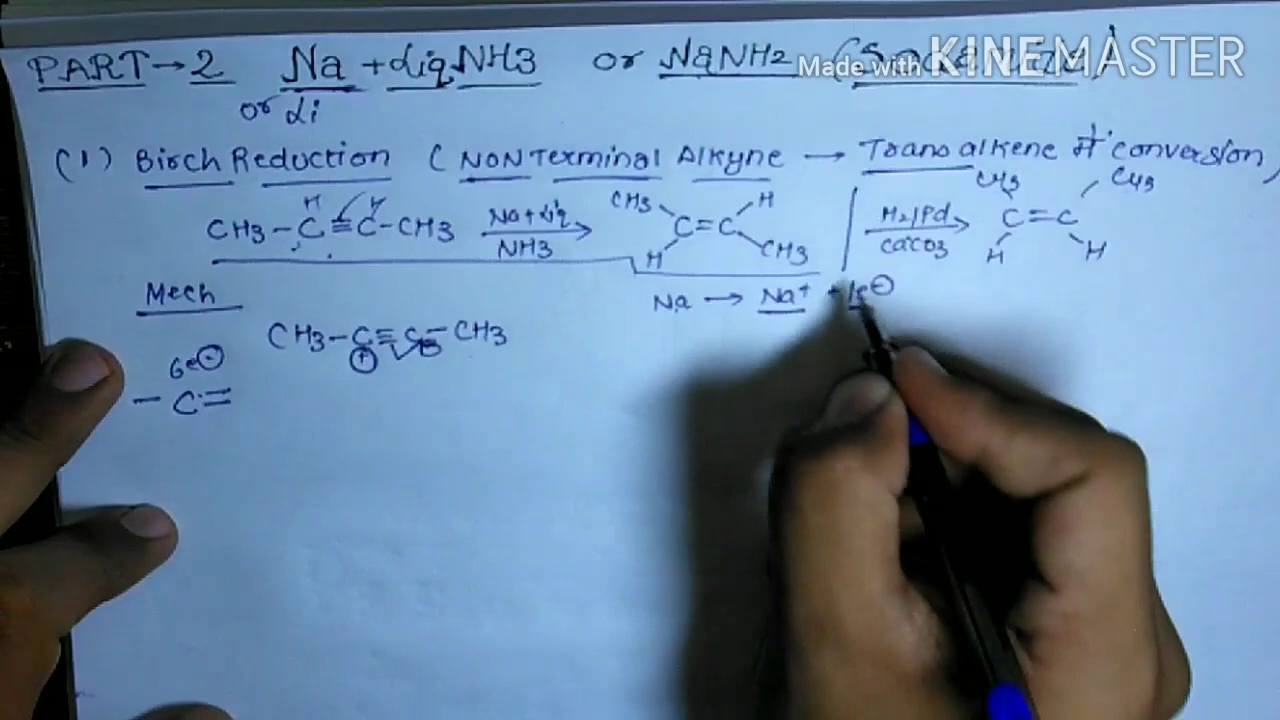 PART → 2 Na + Liq NH3 or NaNH2 (Sodamide)
or Li
Made with KINEMASTER
(1) Birch Reduction ( NON Terminal Alkyne → Trans alkene में conversion)
CH3 - C ≡ C - CH3 Na + Liq NH3 → CH3 H C = C H CH3 | H2/Pd CaCO3 → CH3 CH3 C = C H H
Mech Na → Na+ + 1e⊖
CH3 - C ≡ C - CH3
⊕
6e⊖
- C =